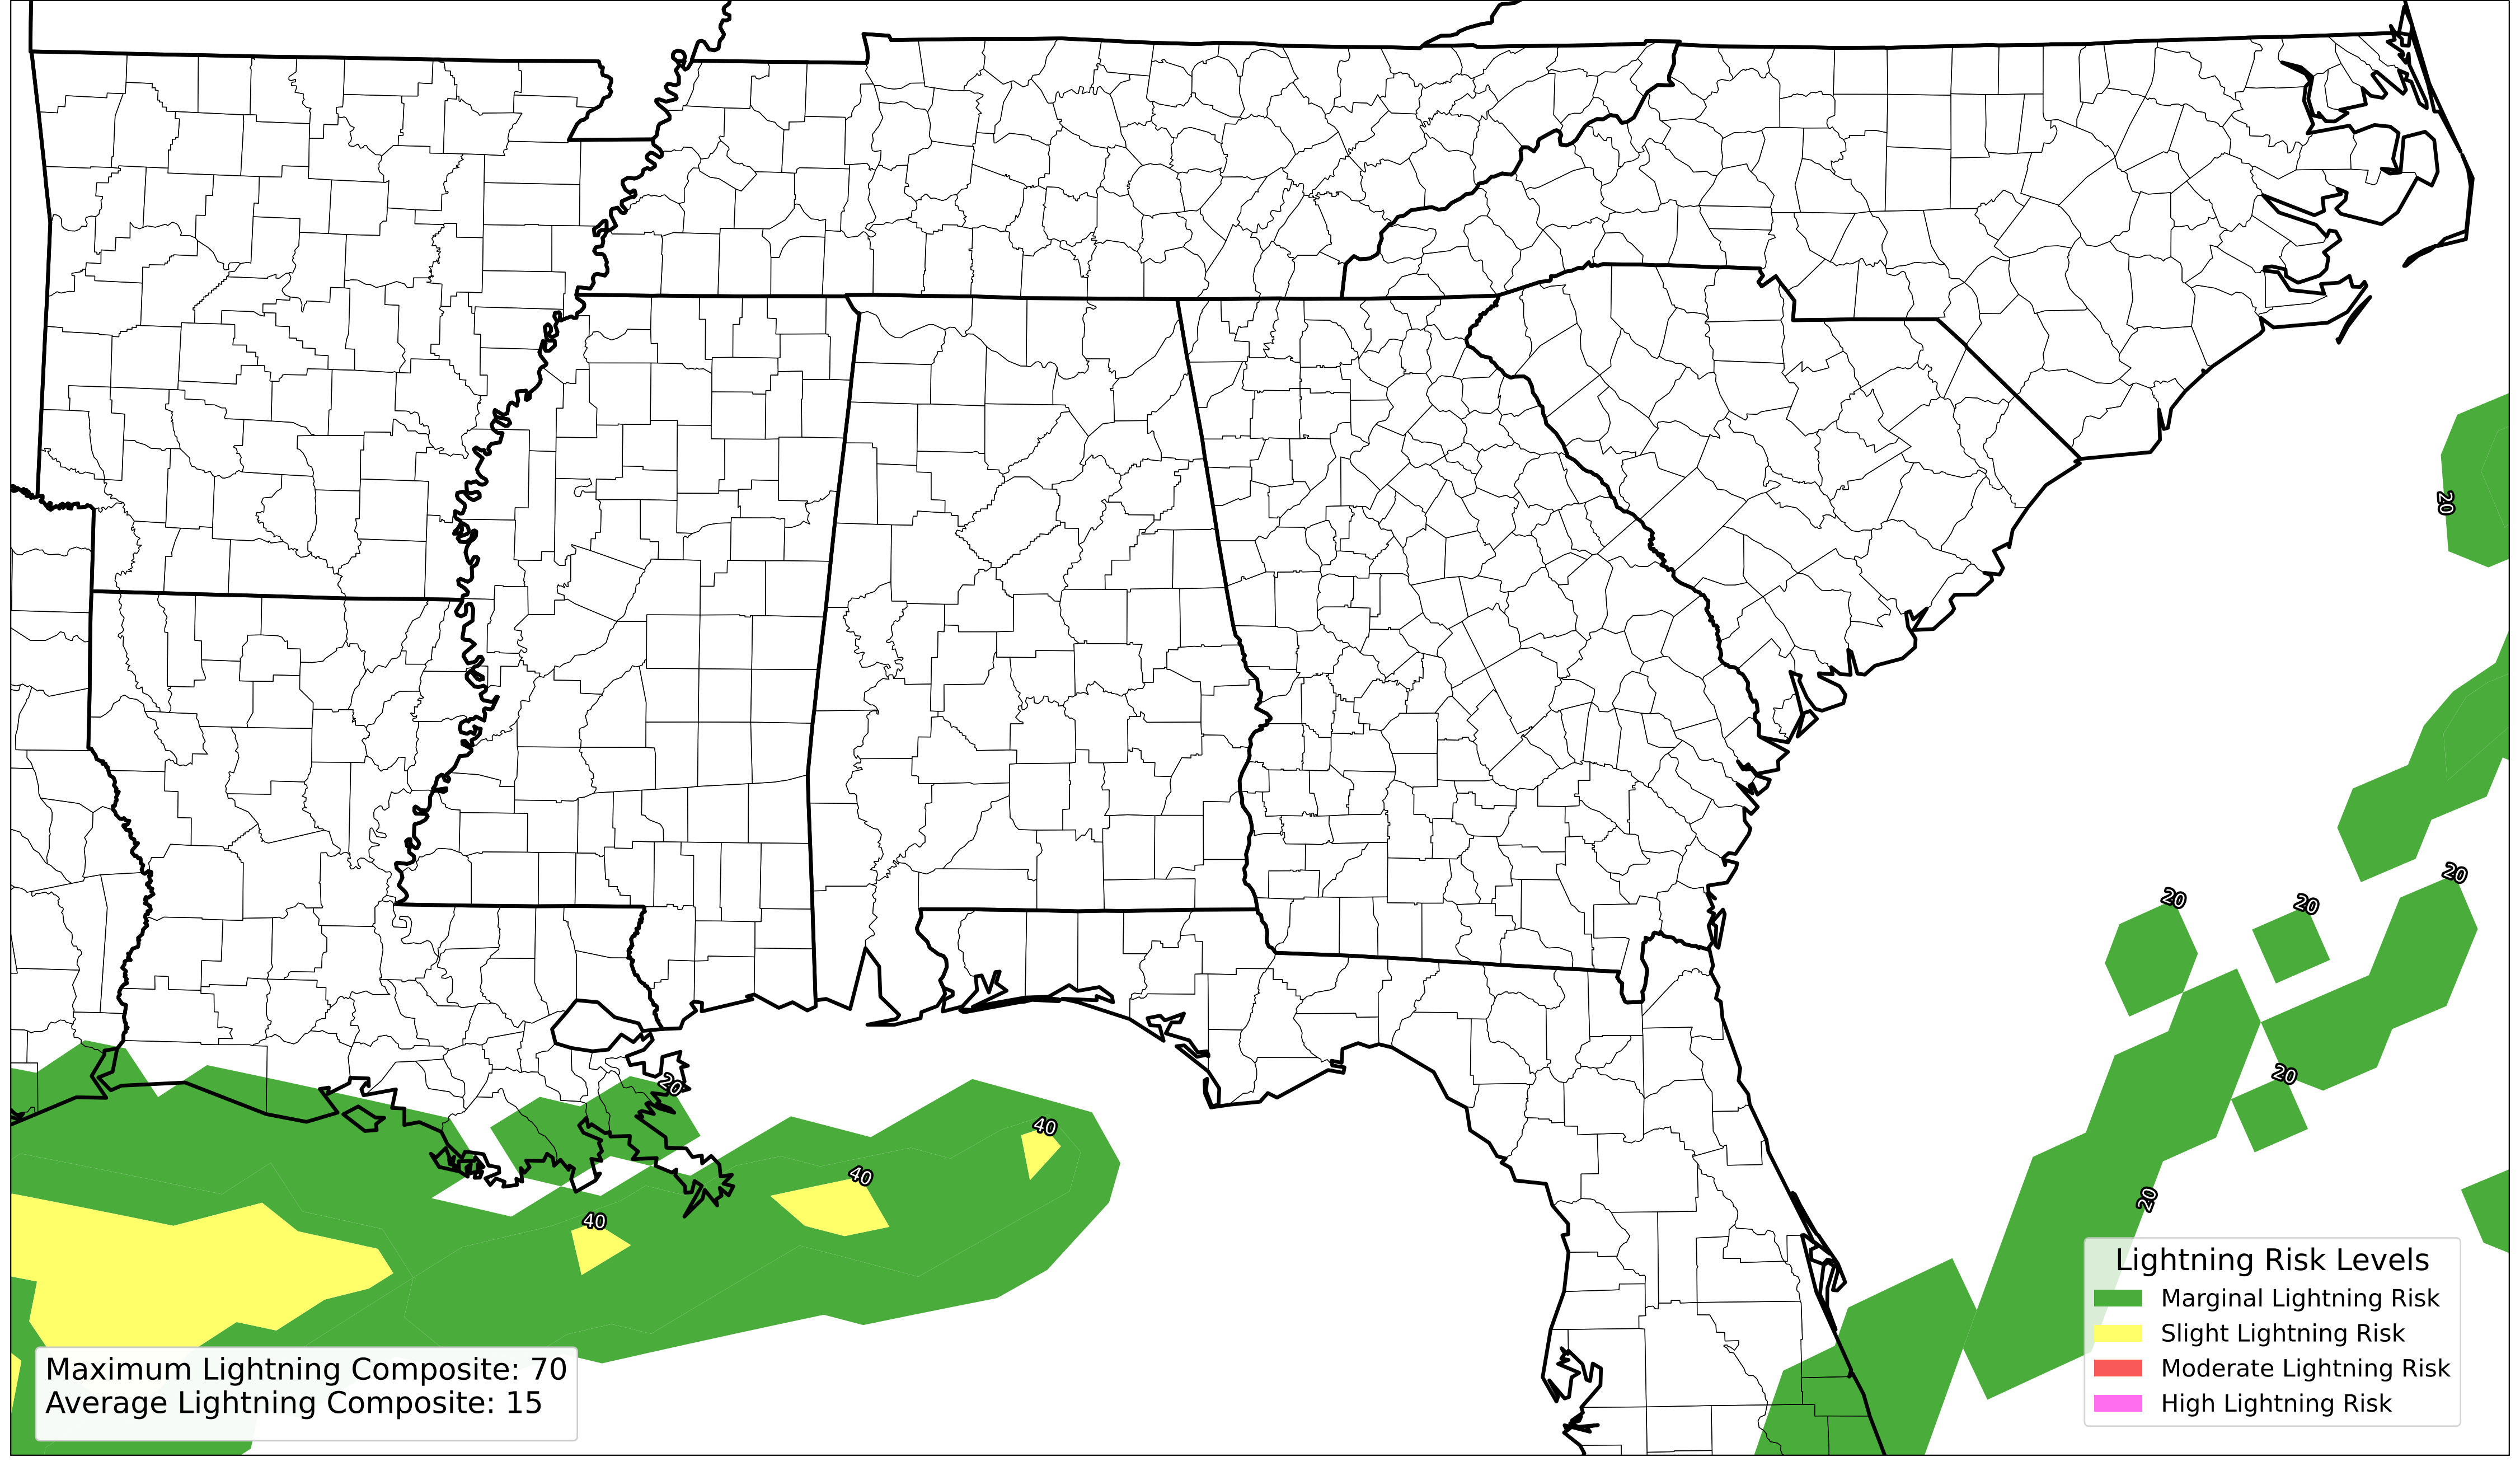 20
20
20
20
20
40
20
40
20
40
Lightning Risk Levels
Marginal Lightning Risk
Slight Lightning Risk
Moderate Lightning Risk
High Lightning Risk
Maximum Lightning Composite: 70
Average Lightning Composite: 15